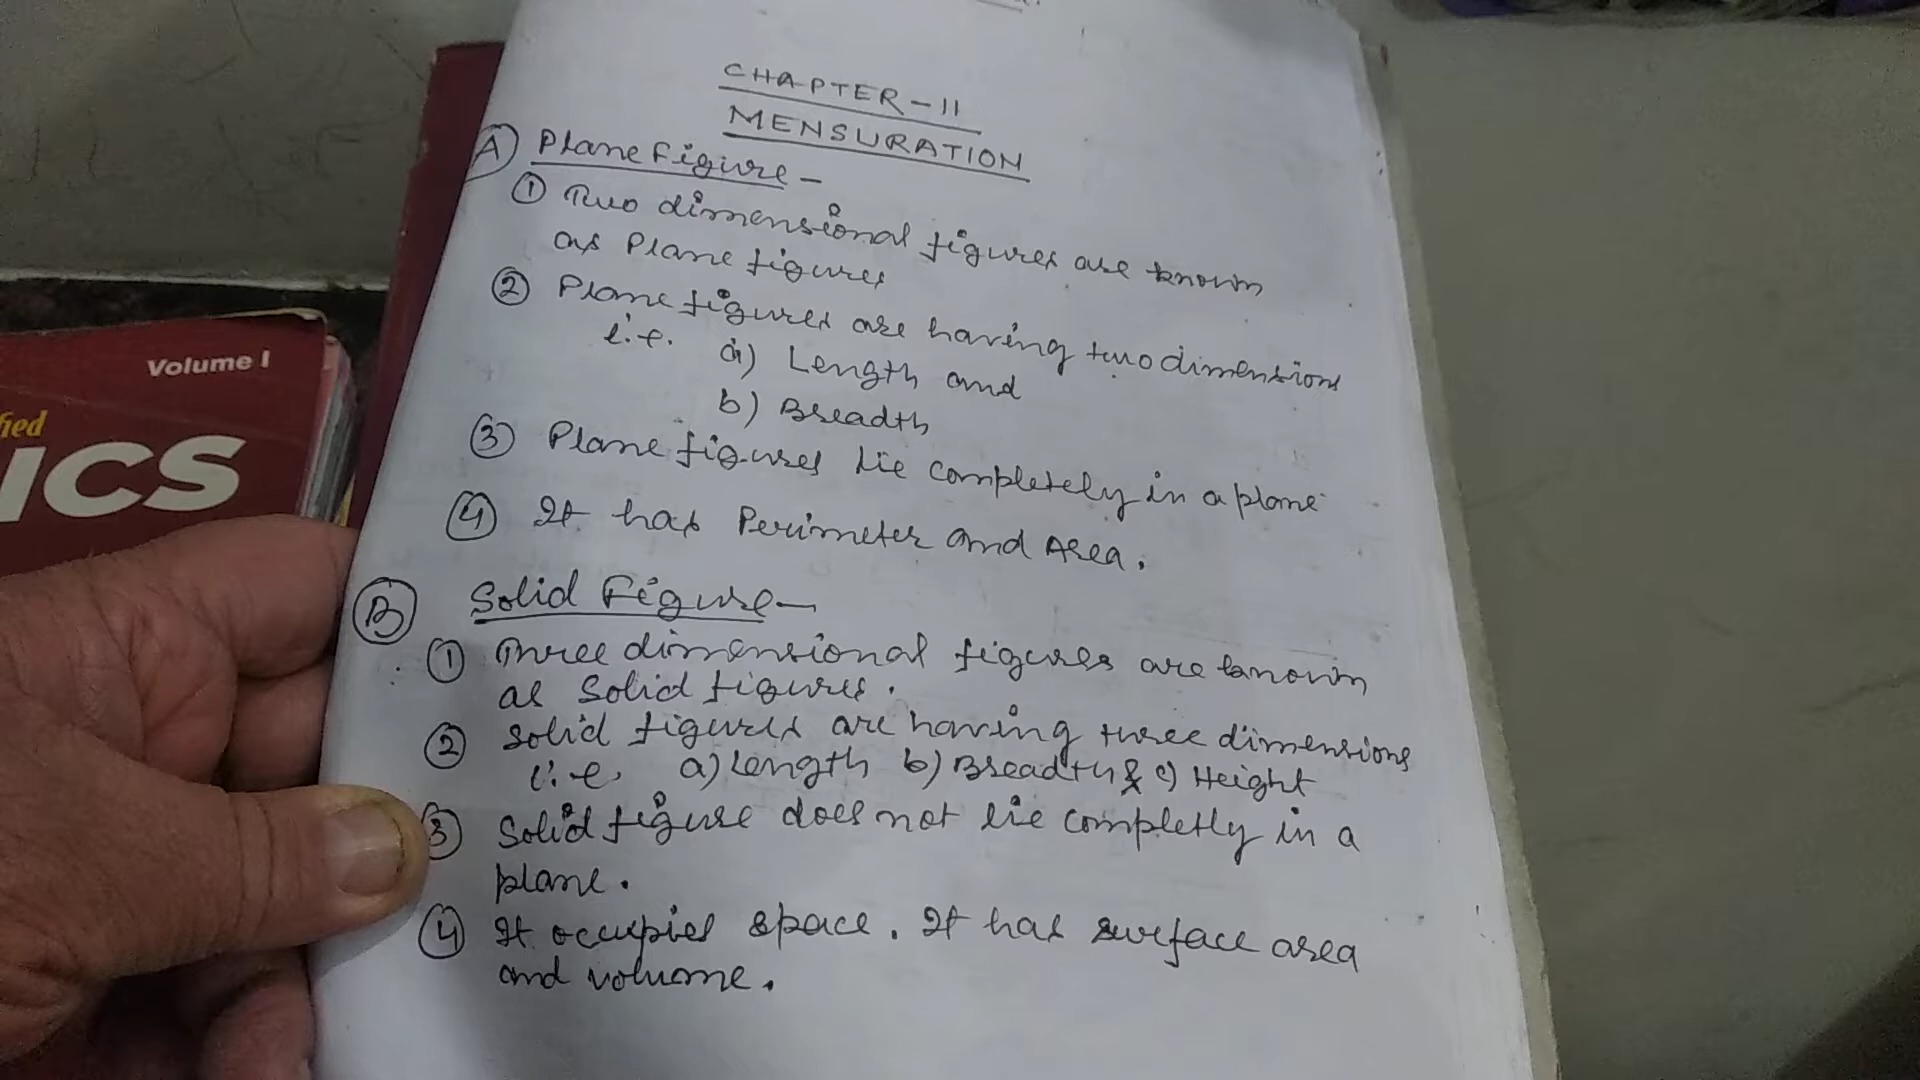 CHAPTER-11
MENSURATION
A Plane Figure -
1 Two dimensional figures are known
as Plane figures
2 Plane figures are having two dimensions
i.e. a) Length and
b) Breadth
3 Plane figures lie completely in a plane
4 It has Perimeter and Area.
B Solid Figure -
1 Three dimensional figures are known
as Solid figures.
2 Solid figures are having three dimensions
i.e. a) Length b) Breadth & c) Height
3 Solid figure does not lie completly in a
plane.
4 It occupies space. It has surface area
and volume.
Volume I
fied
ICS